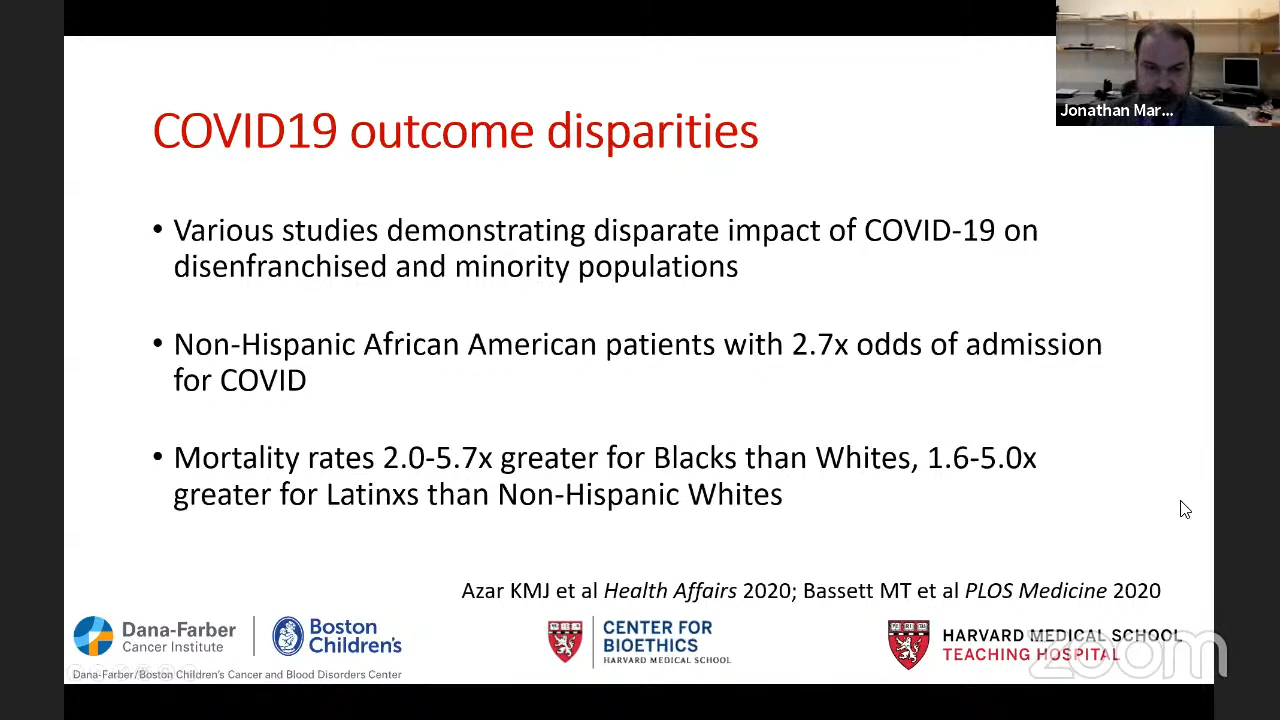 Jonathan Mar...
COVID19 outcome disparities
• Various studies demonstrating disparate impact of COVID-19 on
disenfranchised and minority populations
• Non-Hispanic African American patients with 2.7x odds of admission
for COVID
• Mortality rates 2.0-5.7x greater for Blacks than Whites, 1.6-5.0x
greater for Latinxs than Non-Hispanic Whites
Azar KMJ et al Health Affairs 2020; Bassett MT et al PLOS Medicine 2020
Dana-Farber
Cancer Institute
Boston
Children's
Dana-Farber/Boston Children's Cancer and Blood Disorders Center
CENTER FOR
BIOETHICS
HARVARD MEDICAL SCHOOL
HARVARD MEDICAL SCHOOL
TEACHING HOSPITAL
zoom